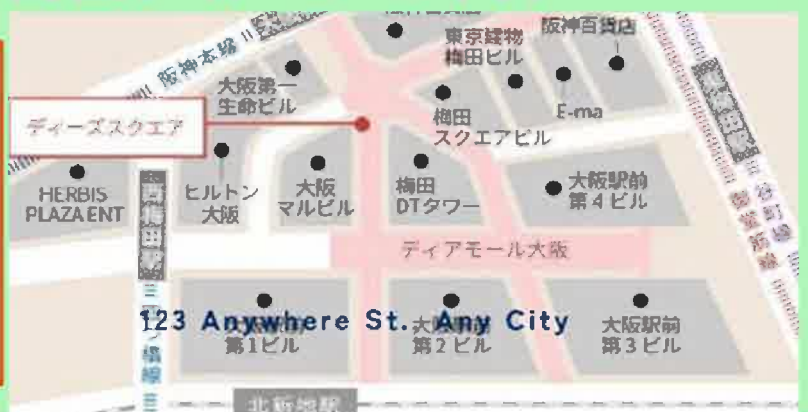 阪神百貨店
東京建物
梅田ビル
阪神本線
大阪第一
生命ビル
梅田
スクエアビル
E-ma
ディーズスクエア
HERBIS
PLAZA ENT
ヒルトン
大阪
大阪
マルビル
梅田
DTタワー
大阪駅前
第4ビル
西梅田駅
ディアモール大阪
123 Anywhere St., Any City
第1ビル
第2ビル
大阪駅前
第3ビル
北新地駅